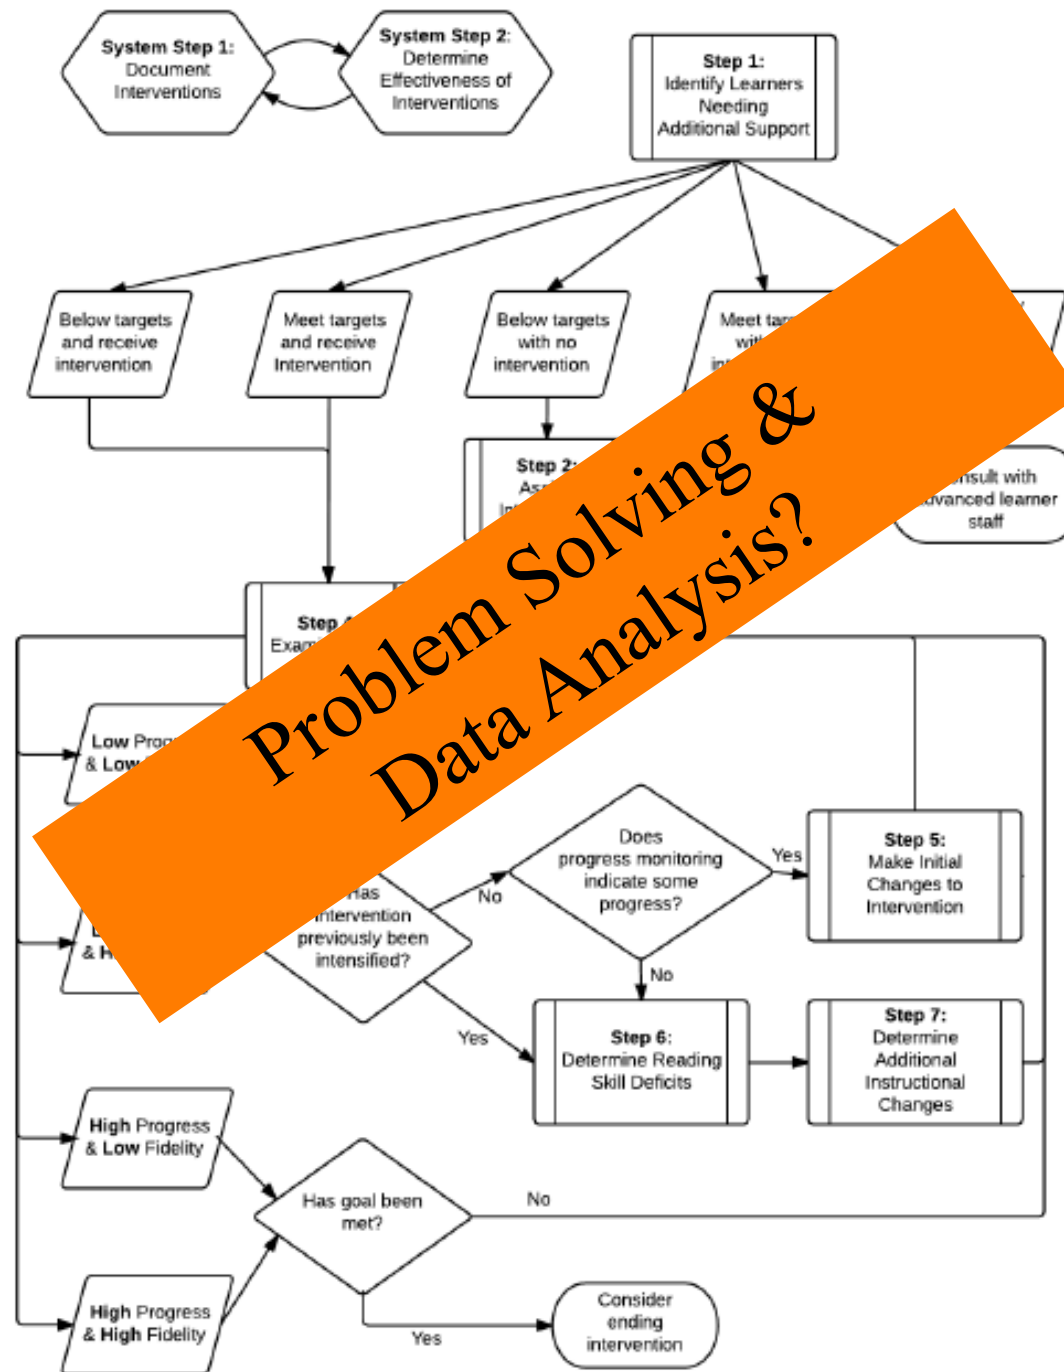 System Step 1:
Document
Interventions
System Step 2:
Determine
Effectiveness of
Interventions
Step 1:
Identify Learners
Needing
Additional Support
Below targets
and receive
intervention
Meet targets
and receive
Intervention
Below targets
with no
intervention
Meet
Step 2:
with
advanced learner
staff
Step
Problem Solving &
Data Analysis?
Low
& Low
Has
intervention
previously been
intensified?
No
Yes
Does
progress monitoring
indicate some
progress?
Yes
No
Step 5:
Make Initial
Changes to
Intervention
&
Step 6:
Determine Reading
Skill Deficits
Step 7:
Determine
Additional
Instructional
Changes
High Progress
& Low Fidelity
Has goal been
met?
No
Yes
High Progress
& High Fidelity
Consider
ending
intervention